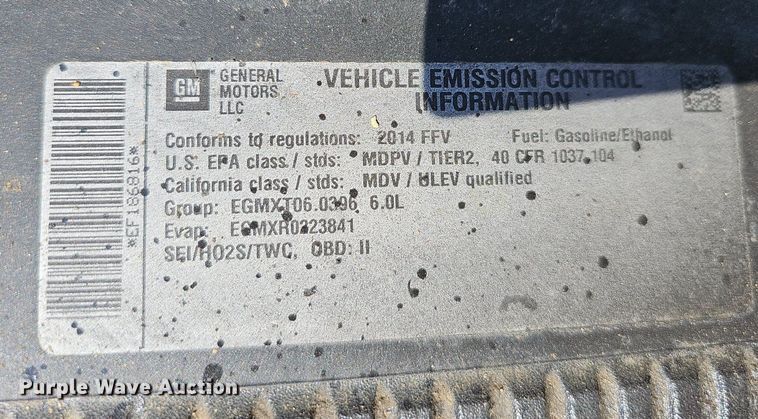 GM
GENERAL MOTORS LLC
VEHICLE EMISSION CONTROL INFORMATION
Conforms to regulations: 2014 FFV Fuel: Gasoline/Ethanol
U.S. EPA class / stds: MDPV / TIER2, 40 CFR 1037.104
California class / stds: MDV / ULEV qualified
Group: EGMXT06.0396 6.0L
Evap: EGMXR0223841
SEI/HO2S/TWC, OBD: II
*EF186816*
Purple Wave Auction